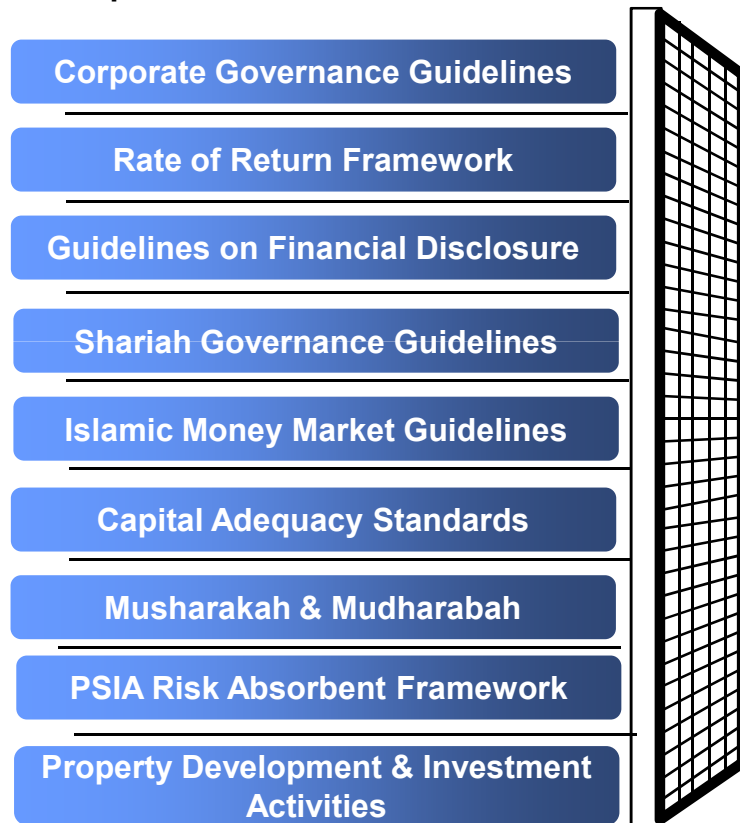 Corporate Governance Guidelines
Rate of Return Framework
Guidelines on Financial Disclosure
Shariah Governance Guidelines
Islamic Money Market Guidelines
Capital Adequacy Standards
Musharakah & Mudharabah
PSIA Risk Absorbent Framework
Property Development & Investment
Activities